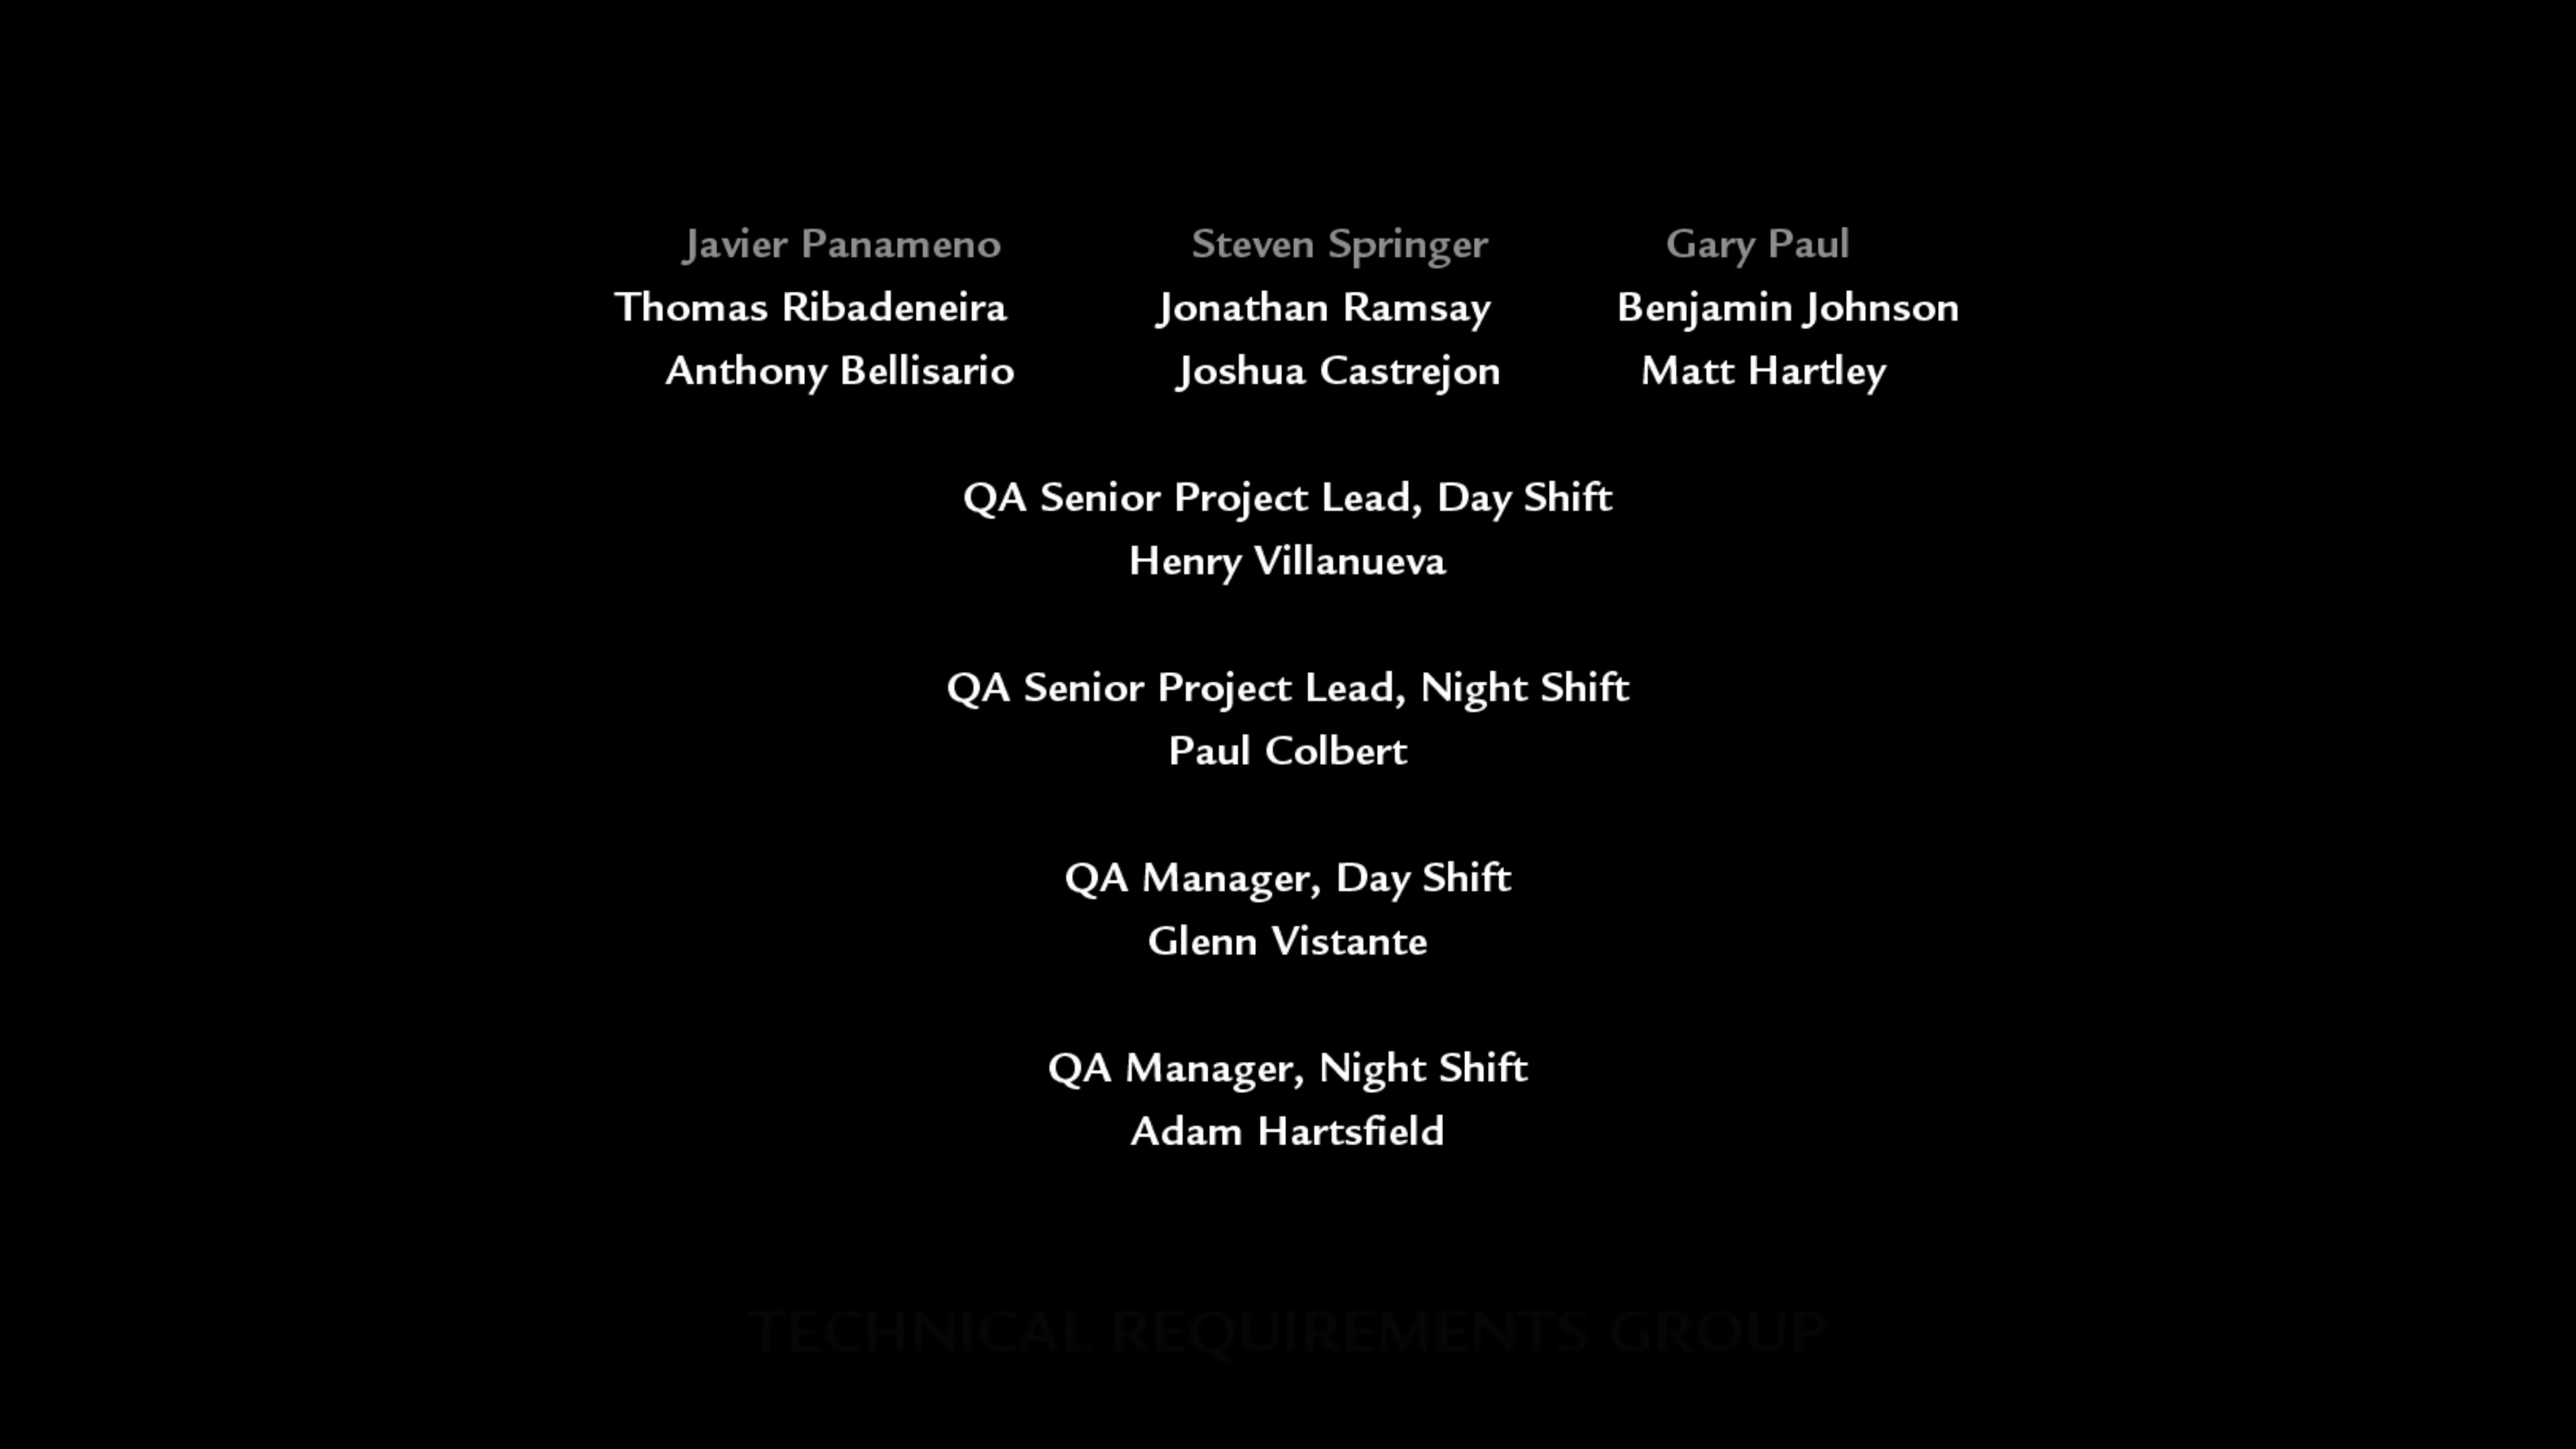 Javier Panameno Steven Springer Gary Paul
Thomas Ribadeneira Jonathan Ramsay Benjamin Johnson
Anthony Bellisario Joshua Castrejon Matt Hartley
QA Senior Project Lead, Day Shift
Henry Villanueva
QA Senior Project Lead, Night Shift
Paul Colbert
QA Manager, Day Shift
Glenn Vistante
QA Manager, Night Shift
Adam Hartsfield
TECHNICAL REQUIREMENTS GROUP